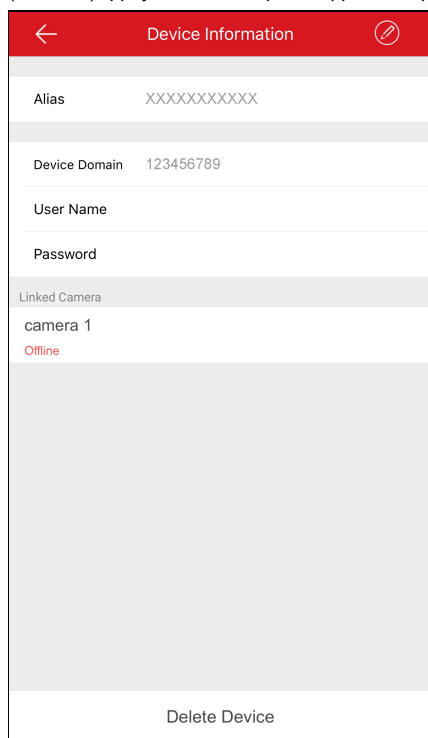 Device Information
Alias XXXXXXXXXXX
Device Domain 123456789
User Name
Password
Linked Camera
camera 1
Offline
Delete Device